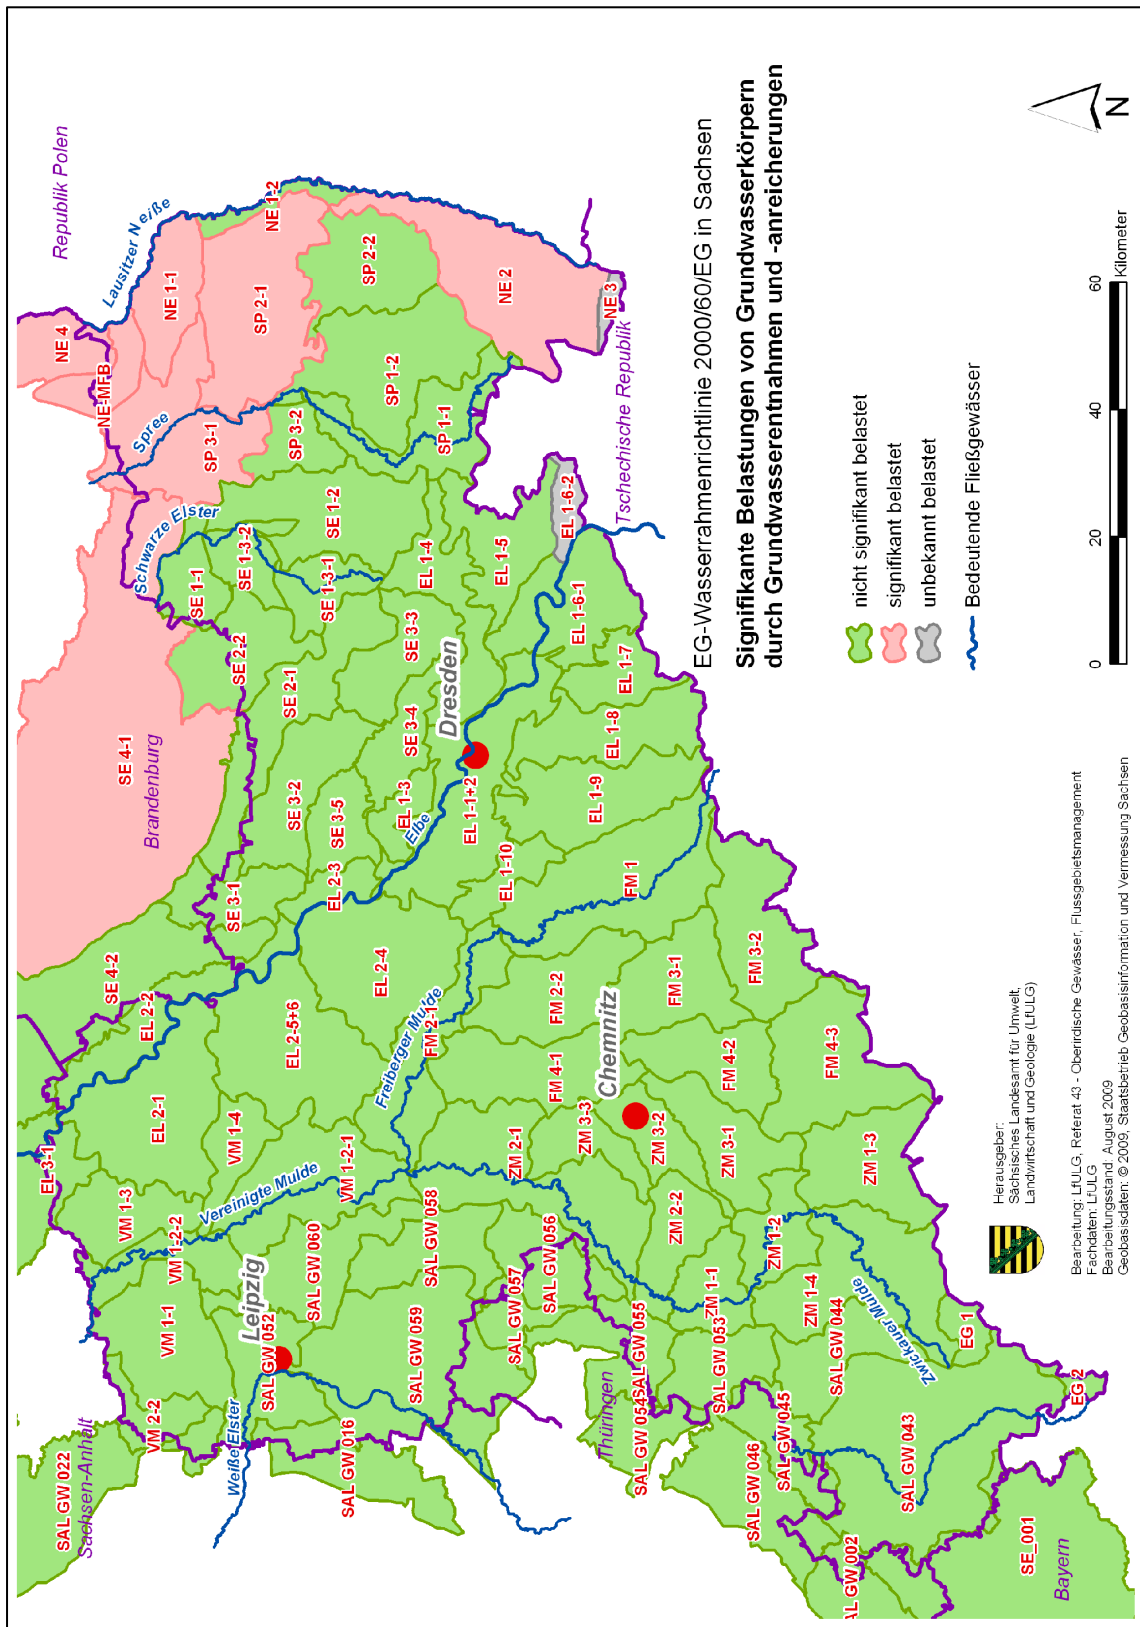 Republik Polen
Lausitzer Neiße
NE 4
NE-MFB
NE 1-1
NE 1-2
Spree
SP 3-1
SP 2-1
SP 2-2
NE 2
NE 3
SP 3-2
SP 1-2
SP 1-1
Tschechische Republik
Schwarze Elster
SE 1-1
SE 1-3-2
SE 1-2
SE 1-3-1
EL 1-4
EL 1-5
EL 1-6-2
SE 4-1
Brandenburg
SE 2-2
SE 2-1
SE 3-3
SE 3-4
Dresden
EL 1-6-1
EL 1-7
EL 1-8
EL 1-9
SE 3-2
SE 3-5
EL 1-3
Elbe
EL 1-1+2
SE 3-1
EL 2-3
EL 1-10
FM 1
SE 4-2
EL 2-2
EL 2-4
EL 2-5+6
Freiberger Mulde
FM 2-1
FM 2-2
FM 3-1
FM 3-2
EL 3-1
EL 2-1
VM 1-4
FM 4-1
Chemnitz
FM 4-2
FM 4-3
VM 1-3
Vereinigte Mulde
VM 1-2-1
VM 1-2-2
ZM 2-1
ZM 3-3
ZM 3-2
ZM 3-1
ZM 1-3
SAL GW 060
SAL GW 058
SAL GW 056
ZM 2-2
ZM 1-2
VM 1-1
Leipzig
SAL GW 052
SAL GW 059
SAL GW 057
SAL GW 055
ZM 1-1
SAL GW 053
ZM 1-4
SAL GW 044
Zwickauer Mulde
EG 1
EG 2
Sachsen-Anhalt
SAL GW 022
VM 2-2
Weiße Elster
SAL GW 016
Thüringen
SAL GW 054
SAL GW 046
SAL GW 045
SAL GW 043
AL GW 002
SE_001
Bayern
EG-Wasserrahmenrichtlinie 2000/60/EG in Sachsen
Signifikante Belastungen von Grundwasserkörpern
durch Grundwasserentnahmen und -anreicherungen
nicht signifikant belastet
signifikant belastet
unbekannt belastet
Bedeutende Fließgewässer
0 20 40 60
Kilometer
N
Herausgeber:
Sächsisches Landesamt für Umwelt,
Landwirtschaft und Geologie (LfULG)
Bearbeitung: LfULG, Referat 43 - Oberirdische Gewässer, Flussgebietsmanagement
Fachdaten: LfULG
Bearbeitungsstand: August 2009
Geobasisdaten: © 2009, Staatsbetrieb Geobasisinformation und Vermessung Sachsen